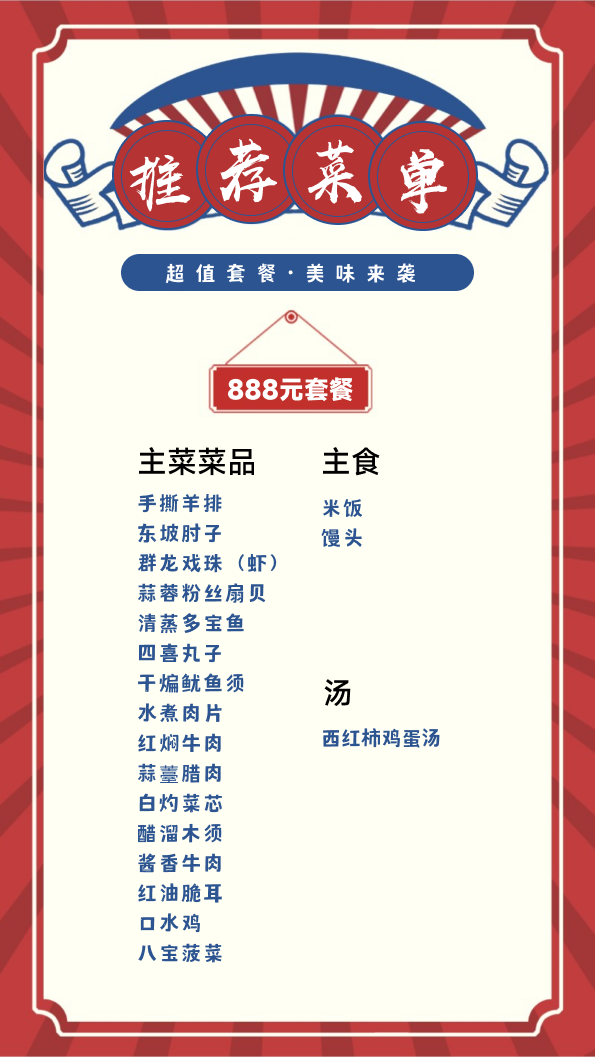 推荐菜单
超值套餐·美味来袭
888元套餐
主菜菜品
手撕羊排
东坡肘子
群龙戏珠（虾）
蒜蓉粉丝扇贝
清蒸多宝鱼
四喜丸子
干煸鱿鱼须
水煮肉片
红焖牛肉
蒜薹腊肉
白灼菜芯
醋溜木须
酱香牛肉
红油脆耳
口水鸡
八宝菠菜
主食
米饭
馒头
汤
西红柿鸡蛋汤